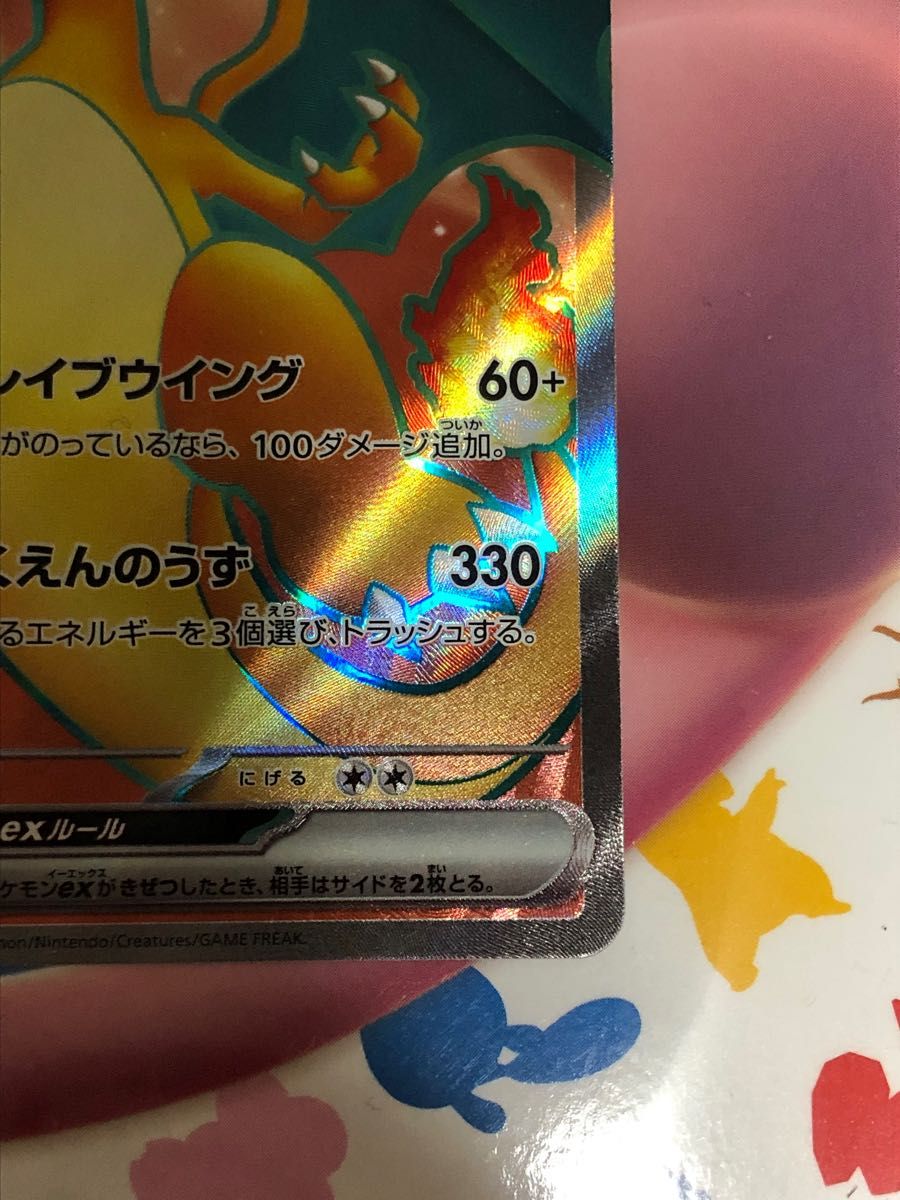 レイブウイング 60+
がのっているなら、100ダメージ追加。
ついか
えんのうず 330
るエネルギーを3個選び、トラッシュする。
こ えら
にげる
exルール
ケモンexがきぜつしたとき、相手はサイドを2枚とる。
イーエックス あいて まい
mon/Nintendo/Creatures/GAME FREAK.